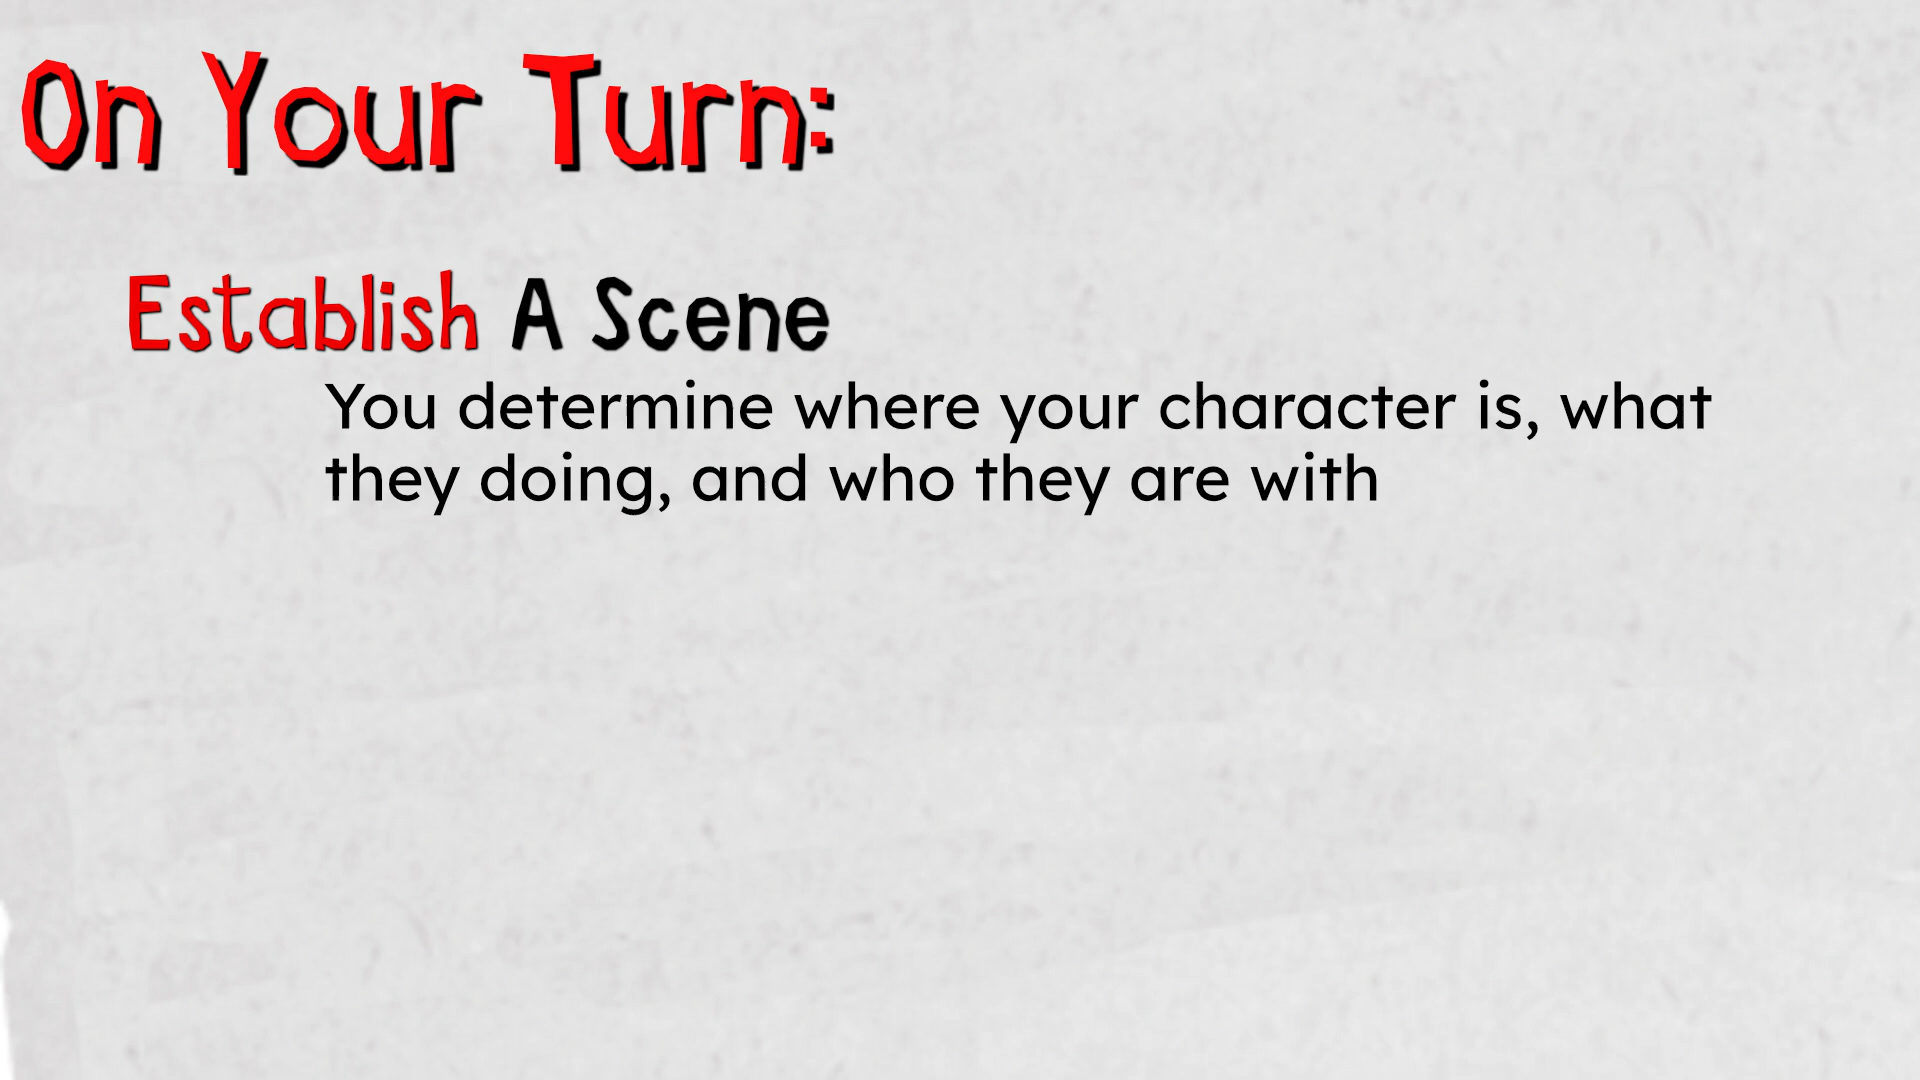 On Your Turn:
Establish A Scene
You determine where your character is, what
they doing, and who they are with